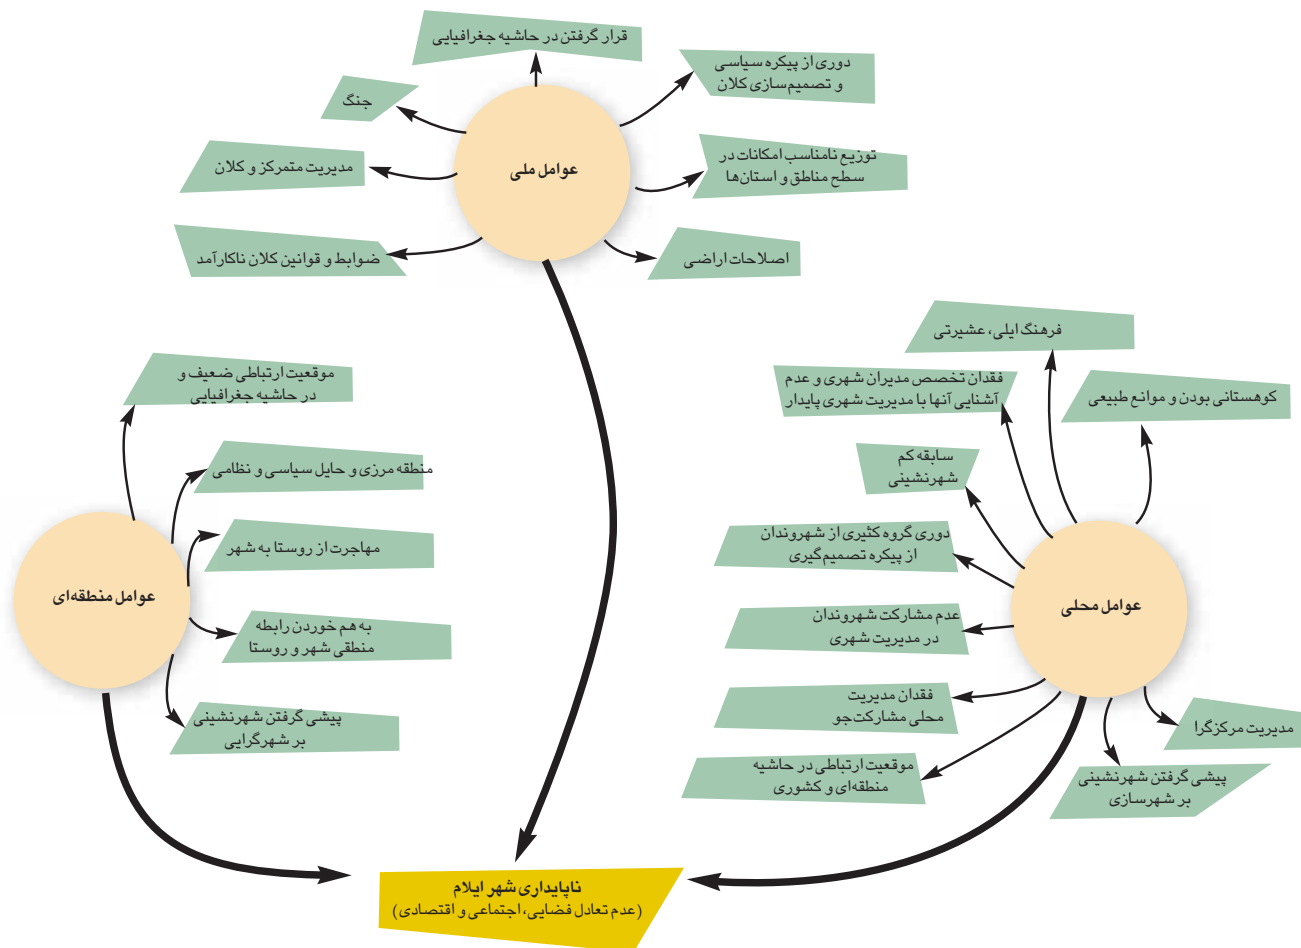 قرار گرفتن در حاشیه جغرافیایی
دوری از پیکره سیاسی
و تصمیم‌سازی کلان
جنگ
عوامل ملی
توزیع نامناسب امکانات در
سطح مناطق و استان‌ها
مدیریت متمرکز و کلان
اصلاحات اراضی
ضوابط و قوانین کلان ناکارآمد
فرهنگ ایلی، عشیرتی
کوهستانی بودن و موانع طبیعی
فقدان تخصص مدیران شهری و عدم
آشنایی آنها با مدیریت شهری پایدار
سابقه کم
شهرنشینی
دوری گروه کثیری از شهروندان
از پیکره تصمیم‌گیری
عوامل محلی
عدم مشارکت شهروندان
در مدیریت شهری
فقدان مدیریت
محلی مشارکت‌جو
موقعیت ارتباطی در حاشیه
منطقه‌ای و کشوری
مدیریت مرکزگرا
پیشی گرفتن شهرنشینی
بر شهرسازی
موقعیت ارتباطی ضعیف و
در حاشیه جغرافیایی
منطقه مرزی و حایل سیاسی و نظامی
مهاجرت از روستا به شهر
عوامل منطقه‌ای
به هم خوردن رابطه
منطقی شهر و روستا
پیشی گرفتن شهرنشینی
بر شهرگرایی
ناپایداری شهر ایلام
(عدم تعادل فضایی، اجتماعی و اقتصادی)